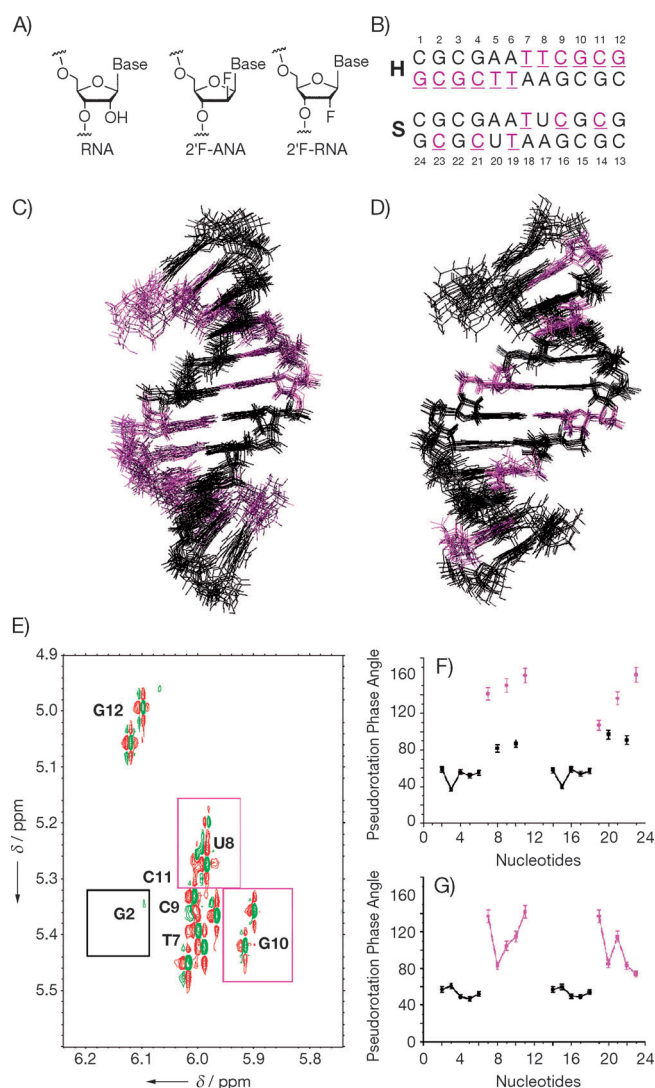 A)
Base
O
O
O
OH
RNA
Base
O
OF
O
2'F-ANA
Base
O
O
O
F
2'F-RNA
B)
1 2 3 4 5 6 7 8 9 10 11 12
H
C G C G A A T T C G C G
G C G C T T A A G C G C
S
C G C G A A T U C G C G
G C G C U T A A G C G C
24 23 22 21 20 19 18 17 16 15 14 13
C)
D)
E)
4.9
5.0
5.1
5.2
5.3
5.4
5.5
δ / ppm
G12
U8
C11
C9
G2
T7
G10
6.2 6.1 6.0 5.9 5.8
δ / ppm
F)
Pseudorotation Phase Angle
160
120
80
40
0
0 4 8 12 16 20 24
Nucleotides
G)
Pseudorotation Phase Angle
160
120
80
40
0
0 4 8 12 16 20 24
Nucleotides